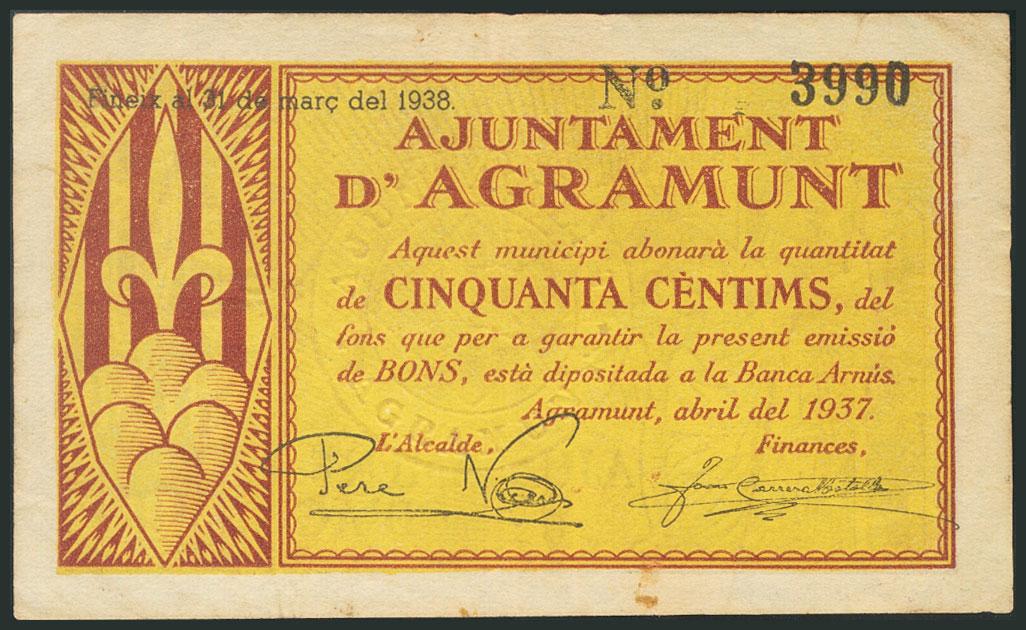 Fineix al 31 de març del 1938.
Nº. 3990
AJUNTAMENT
D'AGRAMUNT
Aquest municipi abonarà la quantitat
de CINQUANTA CÈNTIMS, del
fons que per a garantir la present emissió
de BONS, està dipositada a la Banca Arnús.
Agramunt, abril del 1937.
L'Alcalde, Finances,
Pere